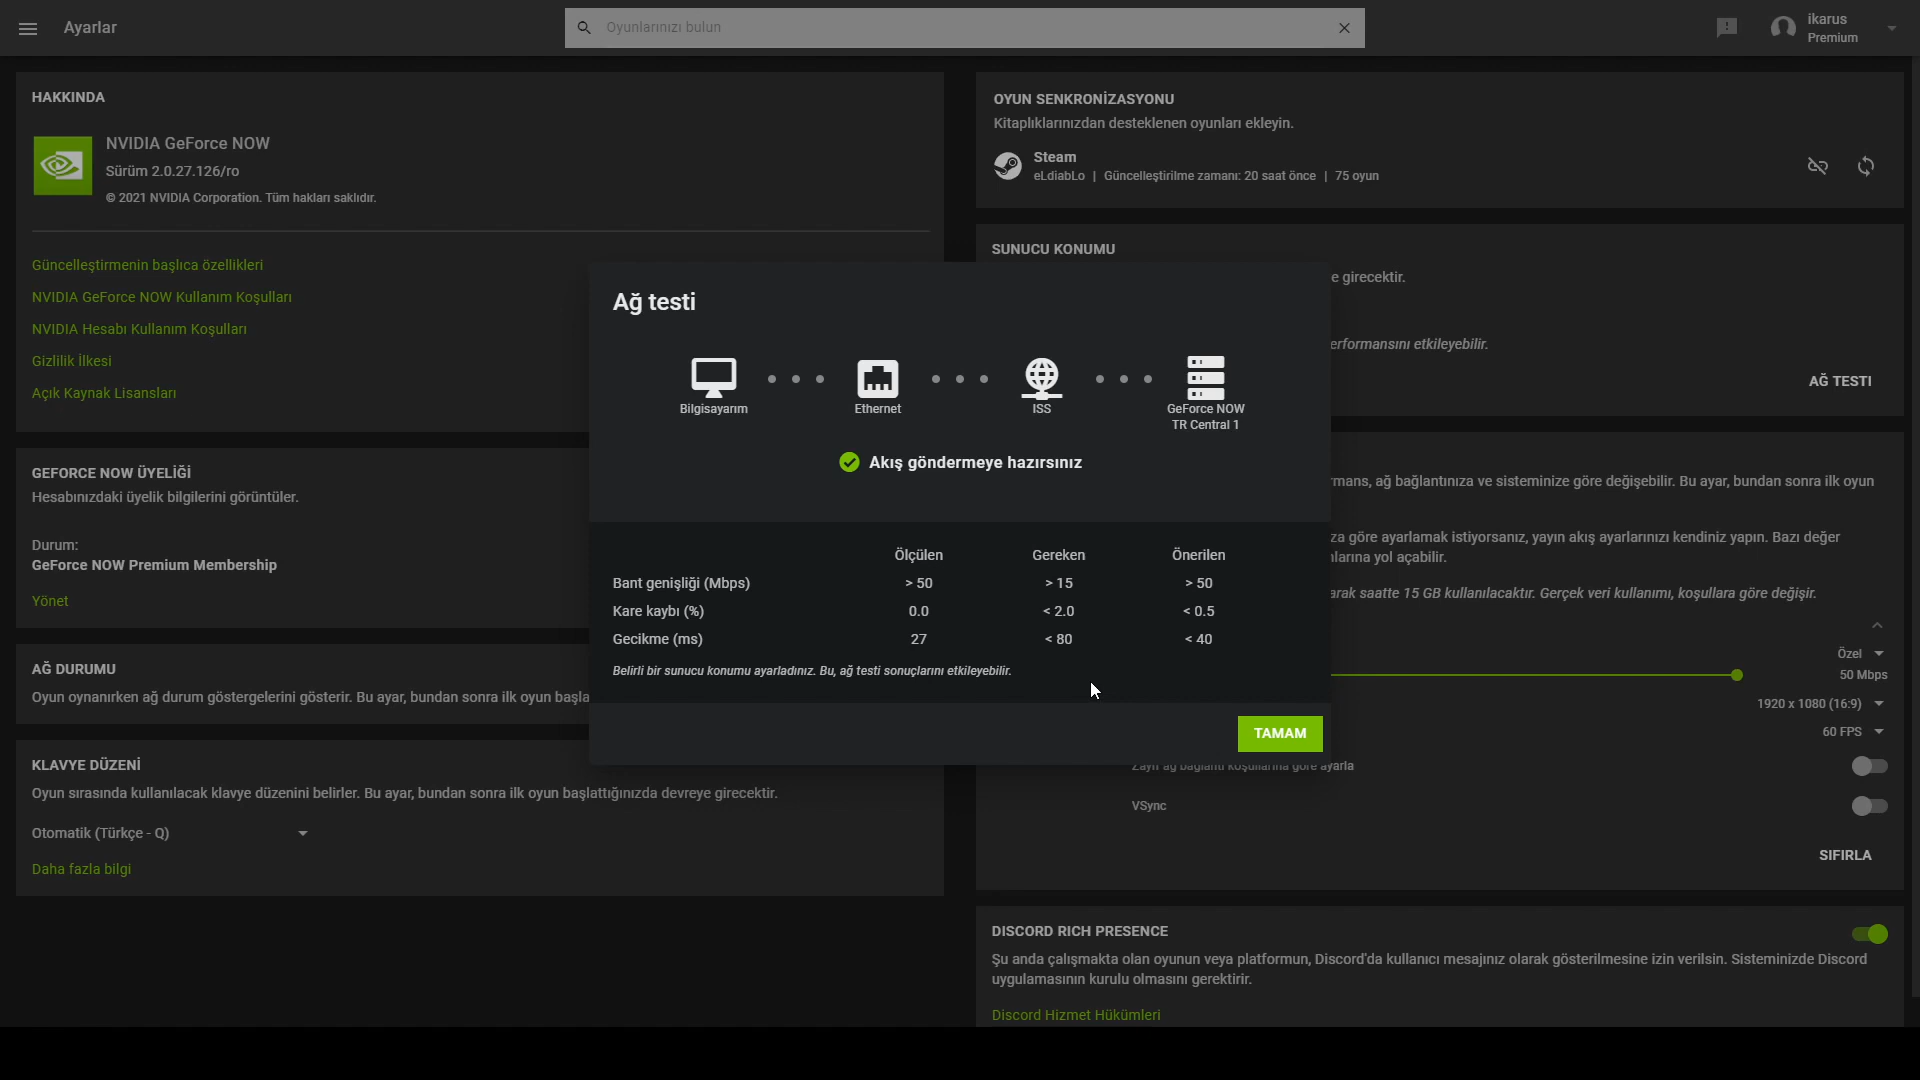 Ayarlar
Oyunlarınızı bulun
ikarus
Premium
HAKKINDA
NVIDIA GeForce NOW
Sürüm 2.0.27.126/ro
© 2021 NVIDIA Corporation. Tüm hakları saklıdır.
Güncelleştirmenin başlıca özellikleri
NVIDIA GeForce NOW Kullanım Koşulları
NVIDIA Hesabı Kullanım Koşulları
Gizlilik İlkesi
Açık Kaynak Lisansları
GEFORCE NOW ÜYELİĞİ
Hesabınızdaki üyelik bilgilerini görüntüler.
Durum:
GeForce NOW Premium Membership
Yönet
AĞ DURUMU
Oyun oynanırken ağ durum göstergelerini gösterir. Bu ayar, bundan sonra ilk oyun başla
KLAVYE DÜZENİ
Oyun sırasında kullanılacak klavye düzenini belirler. Bu ayar, bundan sonra ilk oyun başlattığınızda devreye girecektir.
Otomatik (Türkçe - Q)
Daha fazla bilgi
Ağ testi
Bilgisayarım
Ethernet
ISS
GeForce NOW
TR Central 1
Akış göndermeye hazırsınız
Ölçülen Gereken Önerilen
Bant genişliği (Mbps) > 50 > 15 > 50
Kare kaybı (%) 0.0 < 2.0 < 0.5
Gecikme (ms) 27 < 80 < 40
Belirli bir sunucu konumu ayarladınız. Bu, ağ testi sonuçlarını etkileyebilir.
TAMAM
OYUN SENKRONİZASYONU
Kitaplıklarınızdan desteklenen oyunları ekleyin.
Steam
eLdiabLo | Güncelleştirilme zamanı: 20 saat önce | 75 oyun
SUNUCU KONUMU
e girecektir.
erformansını etkileyebilir.
AĞ TESTI
rmans, ağ bağlantınıza ve sisteminize göre değişebilir. Bu ayar, bundan sonra ilk oyun
za göre ayarlamak istiyorsanız, yayın akış ayarlarınızı kendiniz yapın. Bazı değer
nlarına yol açabilir.
arak saatte 15 GB kullanılacaktır. Gerçek veri kullanımı, koşullara göre değişir.
Özel
50 Mbps
1920 x 1080 (16:9)
60 FPS
Zayıf ağ bağlantı koşullarına göre ayarla
VSync
SIFIRLA
DISCORD RICH PRESENCE
Şu anda çalışmakta olan oyunun veya platformun, Discord'da kullanıcı mesajınız olarak gösterilmesine izin verilsin. Sisteminizde Discord
uygulamasının kurulu olmasını gerektirir.
Discord Hizmet Hükümleri